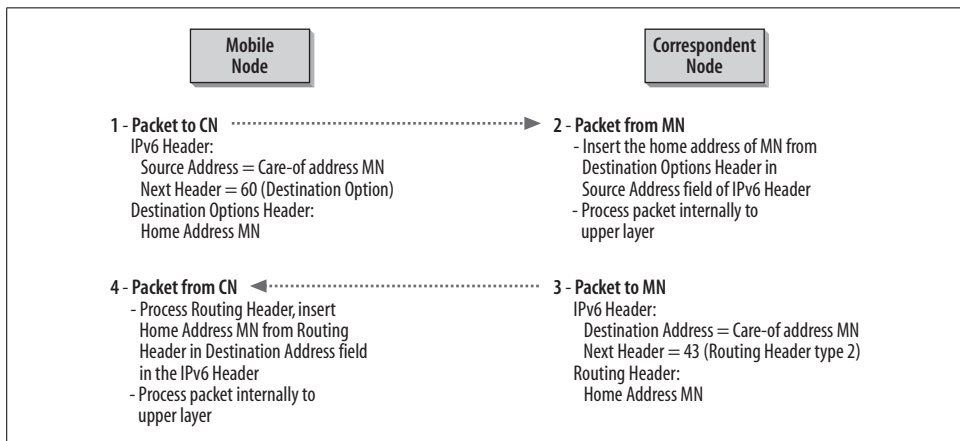 Mobile
Node
Correspondent
Node
1 - Packet to CN
IPv6 Header:
Source Address = Care-of address MN
Next Header = 60 (Destination Option)
Destination Options Header:
Home Address MN
2 - Packet from MN
- Insert the home address of MN from
Destination Options Header in
Source Address field of IPv6 Header
- Process packet internally to
upper layer
4 - Packet from CN
- Process Routing Header, insert
Home Address MN from Routing
Header in Destination Address field
in the IPv6 Header
- Process packet internally to
upper layer
3 - Packet to MN
IPv6 Header:
Destination Address = Care-of address MN
Next Header = 43 (Routing Header type 2)
Routing Header:
Home Address MN